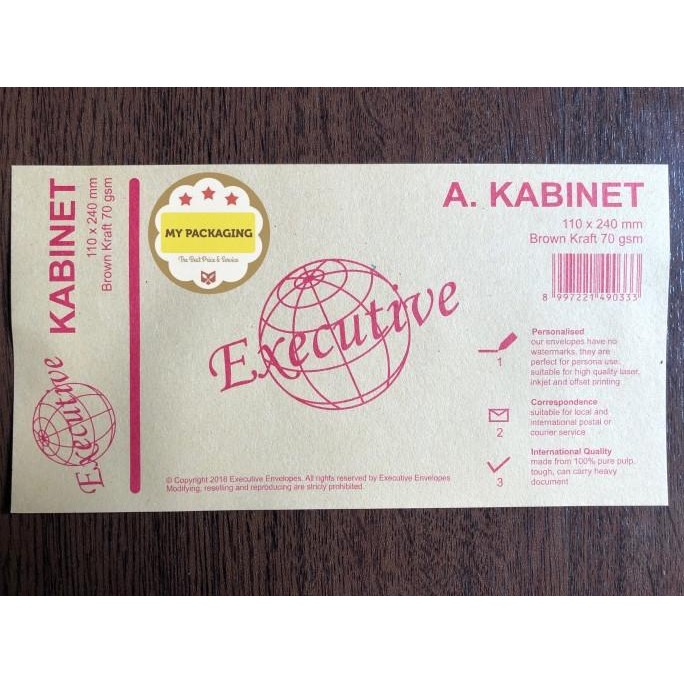 KABINET
110 x 240 mm
Brown Kraft 70 gsm
Executive
MY PACKAGING
The Best Price & Service
Executive
A. KABINET
110 x 240 mm
Brown Kraft 70 gsm
8 997221 490333
Personalised
our envelopes have no
watermarks, they are
perfect for persona use,
suitable for high quality laser,
inkjet and offset printing
1
Correspondence
suitable for local and
international postal or
courier service
2
International Quality
made from 100% pure pulp.
tough, can carry heavy
document
3
© Copyright 2016 Executive Envelopes. All rights reserved by Executive Envelopes
Modifying, reselling and reproducing are stricly prohibited.